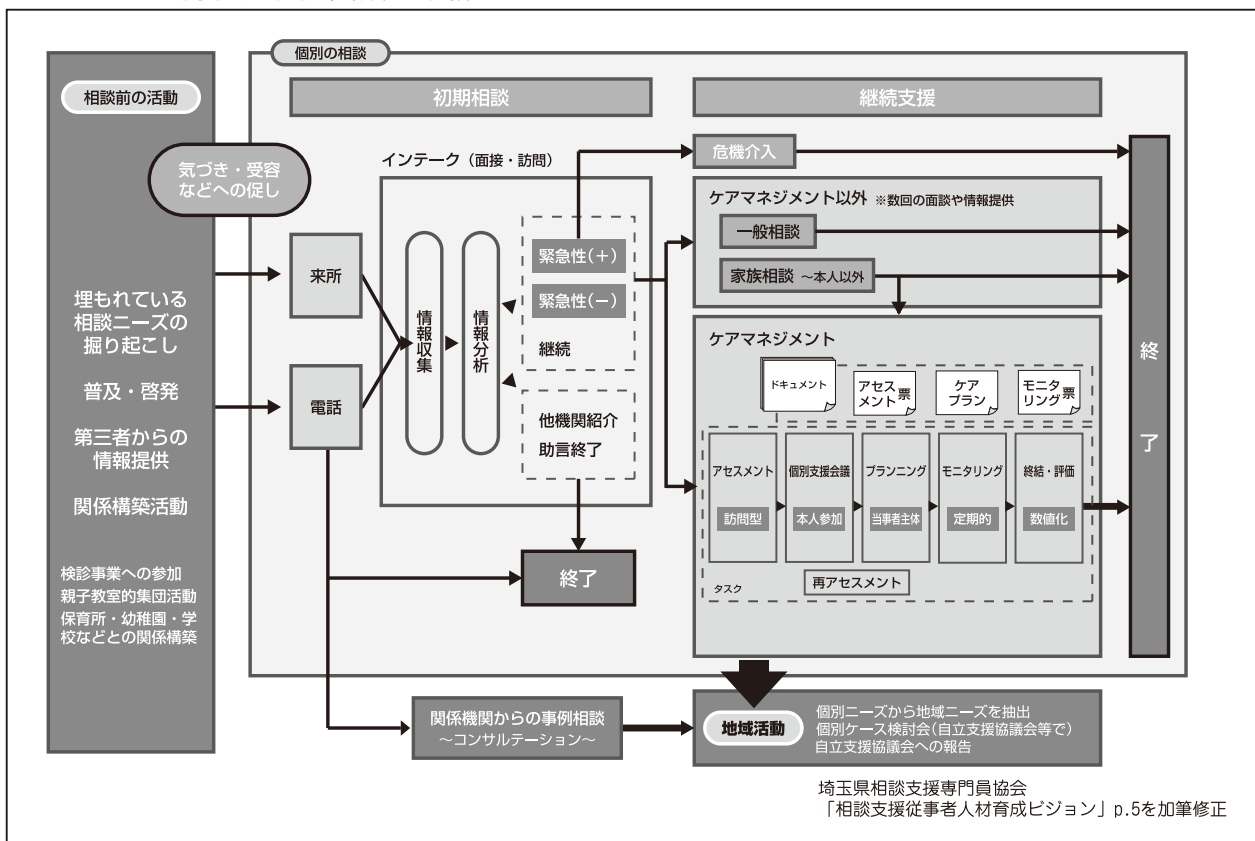 個別の相談
相談前の活動
気づき・受容
などへの促し
埋もれている
相談ニーズの
掘り起こし
普及・啓発
第三者からの
情報提供
関係構築活動
検診事業への参加
親子教室的集団活動
保育所・幼稚園・学
校などとの関係構築
初期相談
来所
電話
インテーク（面接・訪問）
情報収集
情報分析
緊急性(＋)
緊急性(－)
継続
他機関紹介
助言終了
終了
継続支援
危機介入
ケアマネジメント以外 ※数回の面談や情報提供
一般相談
家族相談 ～本人以外
ケアマネジメント
ドキュメント
アセス
メント
票
ケア
プラン
モニタ
リング
票
アセスメント
訪問型
個別支援会議
本人参加
プランニング
当事者主体
モニタリング
定期的
終結・評価
数値化
タスク
再アセスメント
終了
関係機関からの事例相談
～コンサルテーション～
地域活動
個別ニーズから地域ニーズを抽出
個別ケース検討会(自立支援協議会等で)
自立支援協議会への報告
埼玉県相談支援専門員協会
「相談支援従事者人材育成ビジョン」p.5を加筆修正